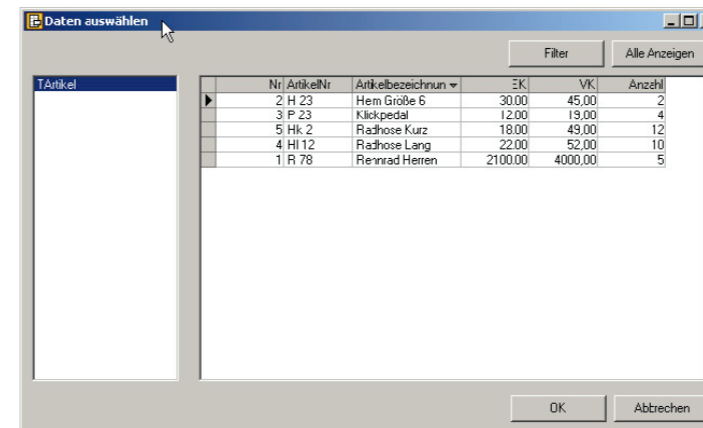 Daten auswählen
Filter Alle Anzeigen
TArtikel
Nr ArtikelNr Artikelbezeichnun EK VK Anzahl
2 H 23 Hem Größe 6 30.00 45,00 2
3 P 23 Klickpedal 12.00 19,00 4
5 Hk 2 Radhose Kurz 18.00 49,00 12
4 Hl 12 Radhose Lang 22.00 52,00 10
1 R 78 Rennrad Herren 2100.00 4000,00 5
OK Abbrechen